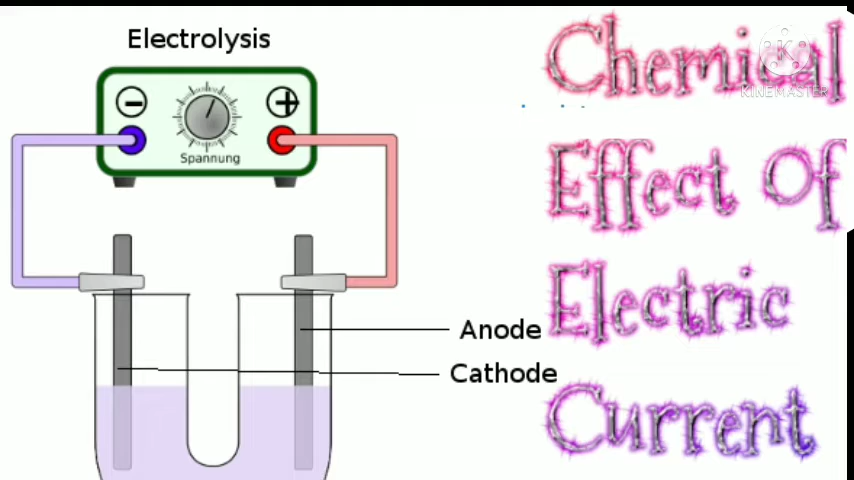 Electrolysis
− +
Spannung
Anode
Cathode
Chemical
Effect Of
Electric
Current
K
KINEMASTER